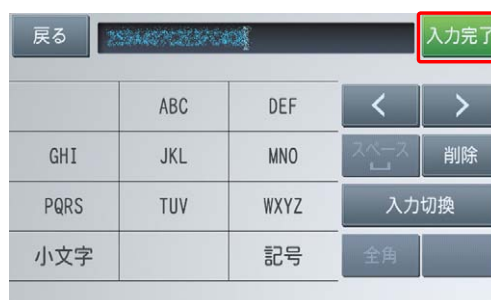 戻る 入力完了
ABC DEF < >
GHI JKL MNO スペース 削除
PQRS TUV WXYZ 入力切換
小文字 記号 全角